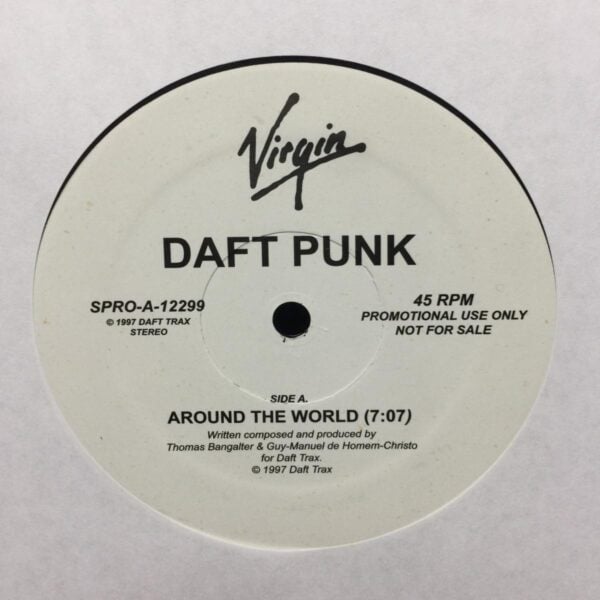 Virgin
DAFT PUNK
SPRO-A-12299
© 1997 DAFT TRAX
STEREO
45 RPM
PROMOTIONAL USE ONLY
NOT FOR SALE
SIDE A.
AROUND THE WORLD (7:07)
Written composed and produced by
Thomas Bangalter & Guy-Manuel de Homem-Christo
for Daft Trax.
© 1997 Daft Trax